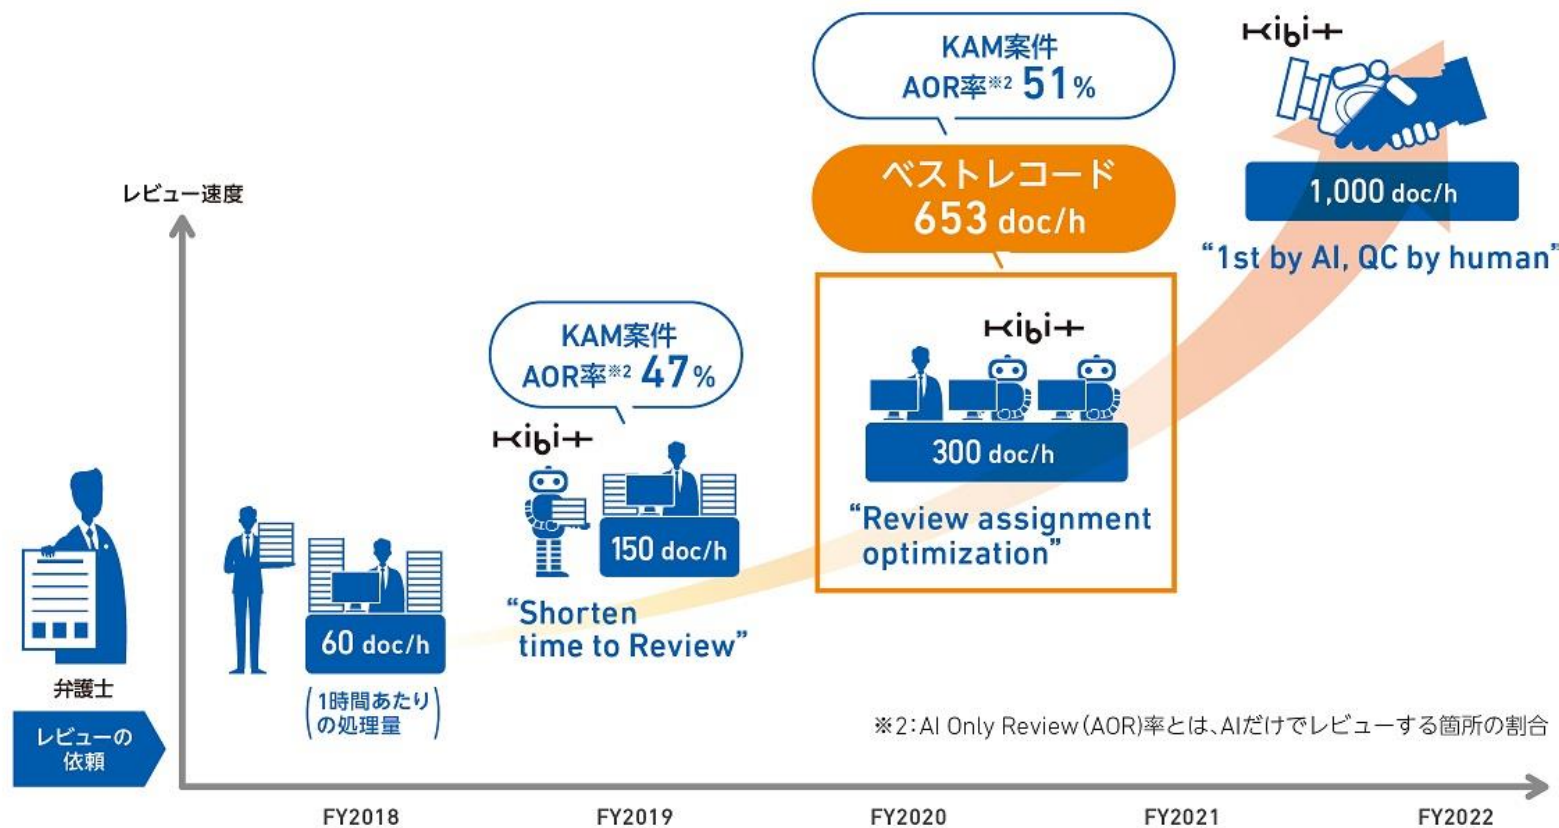 レビュー速度
弁護士
レビューの
依頼
60 doc/h
(1時間あたり
の処理量)
KAM案件
AOR率※2 47%
Kibit
150 doc/h
“Shorten
time to Review”
KAM案件
AOR率※2 51%
ベストレコード
653 doc/h
Kibit
300 doc/h
“Review assignment
optimization”
Kibit
1,000 doc/h
“1st by AI, QC by human”
※2:AI Only Review(AOR)率とは、AIだけでレビューする箇所の割合
FY2018
FY2019
FY2020
FY2021
FY2022